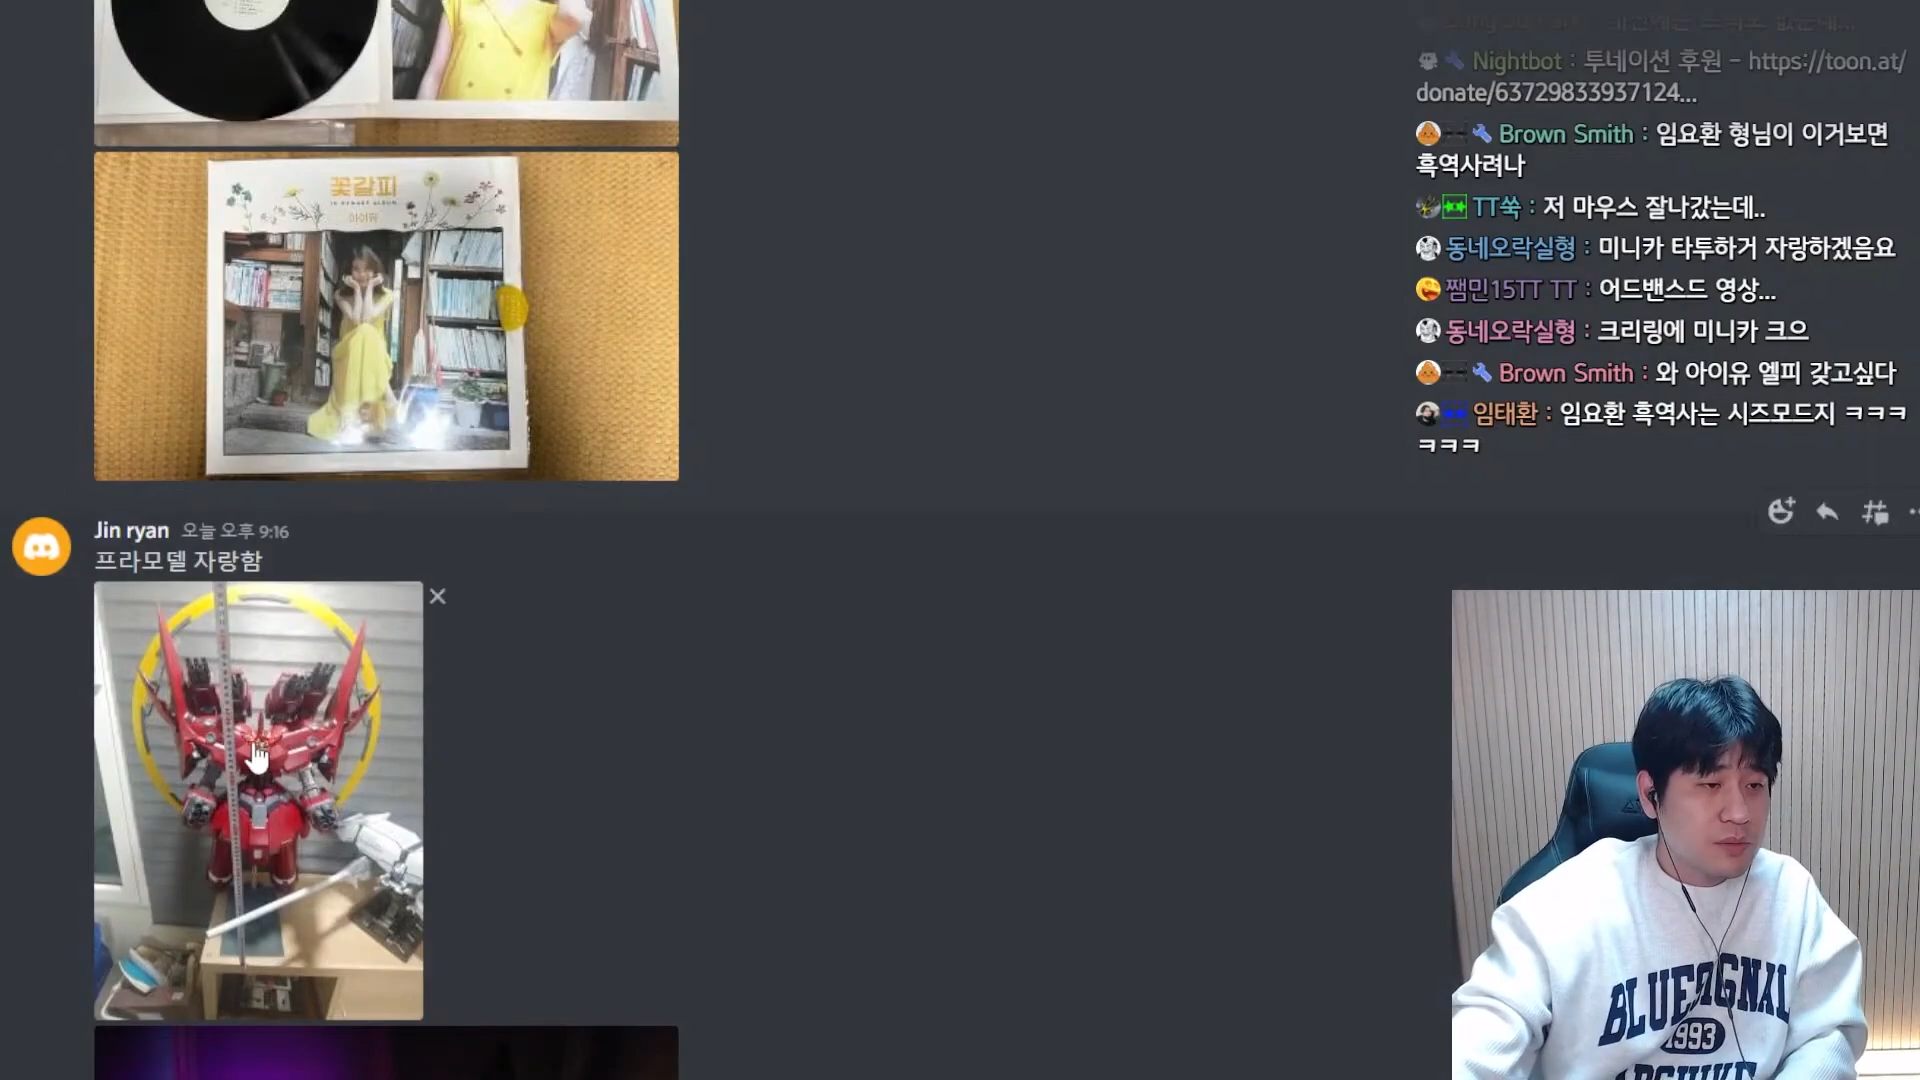 Nightbot : 투네이션 후원 - https://toon.at/
donate/63729833937124...
Brown Smith : 임요환 형님이 이거보면
흑역사려나
TT쑥 : 저 마우스 잘나갔는데..
동네오락실형 : 미니카 타투하거 자랑하겠음요
쨈민15TT TT : 어드밴스드 영상...
동네오락실형 : 크리링에 미니카 크으
Brown Smith : 와 아이유 엘피 갖고싶다
임태환 : 임요환 흑역사는 시즈모드지 ㅋㅋㅋ
ㅋㅋㅋ
꽃갈피
아이유
Jin ryan 오늘 오후 9:16
프라모델 자랑함
1993